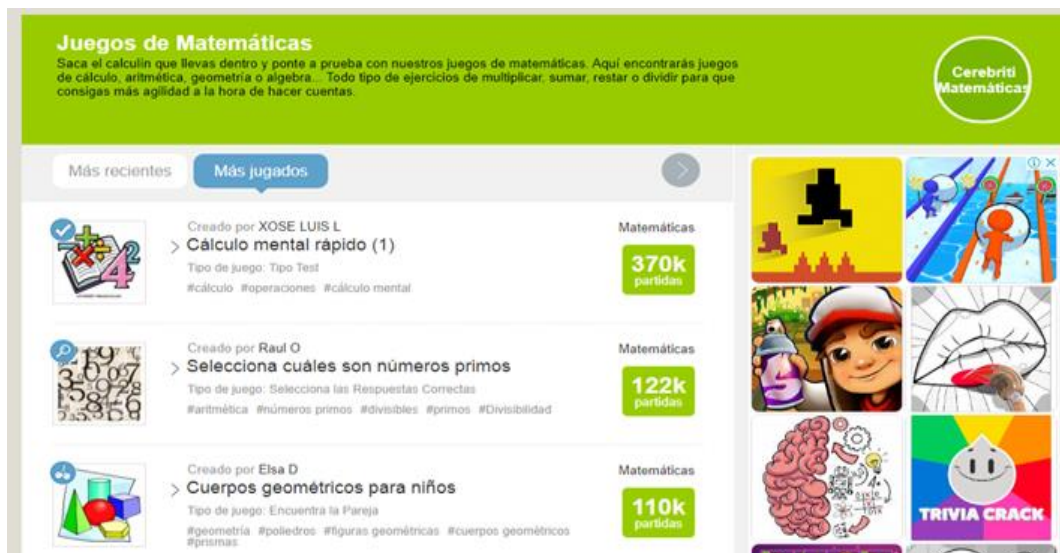 Juegos de Matemáticas
Saca el calculín que llevas dentro y ponte a prueba con nuestros juegos de matemáticas. Aquí encontrarás juegos
de cálculo, aritmética, geometría o algebra... Todo tipo de ejercicios de multiplicar, sumar, restar o dividir para que
consigas más agilidad a la hora de hacer cuentas.
Cerebriti
Matemáticas
Más recientes
Más jugados
Creado por XOSE LUIS L
Cálculo mental rápido (1)
Tipo de juego: Tipo Test
#cálculo #operaciones #cálculo mental
Matemáticas
370k
partidas
Creado por Raul O
Selecciona cuáles son números primos
Tipo de juego: Selecciona las Respuestas Correctas
#aritmética #números primos #divisibles #primos #Divisibilidad
Matemáticas
122k
partidas
Creado por Elsa D
Cuerpos geométricos para niños
Tipo de juego: Encuentra la Pareja
#geometría #poliedros #figuras geométricas #cuerpos geométricos
#prismas
Matemáticas
110k
partidas
TRIVIA CRACK